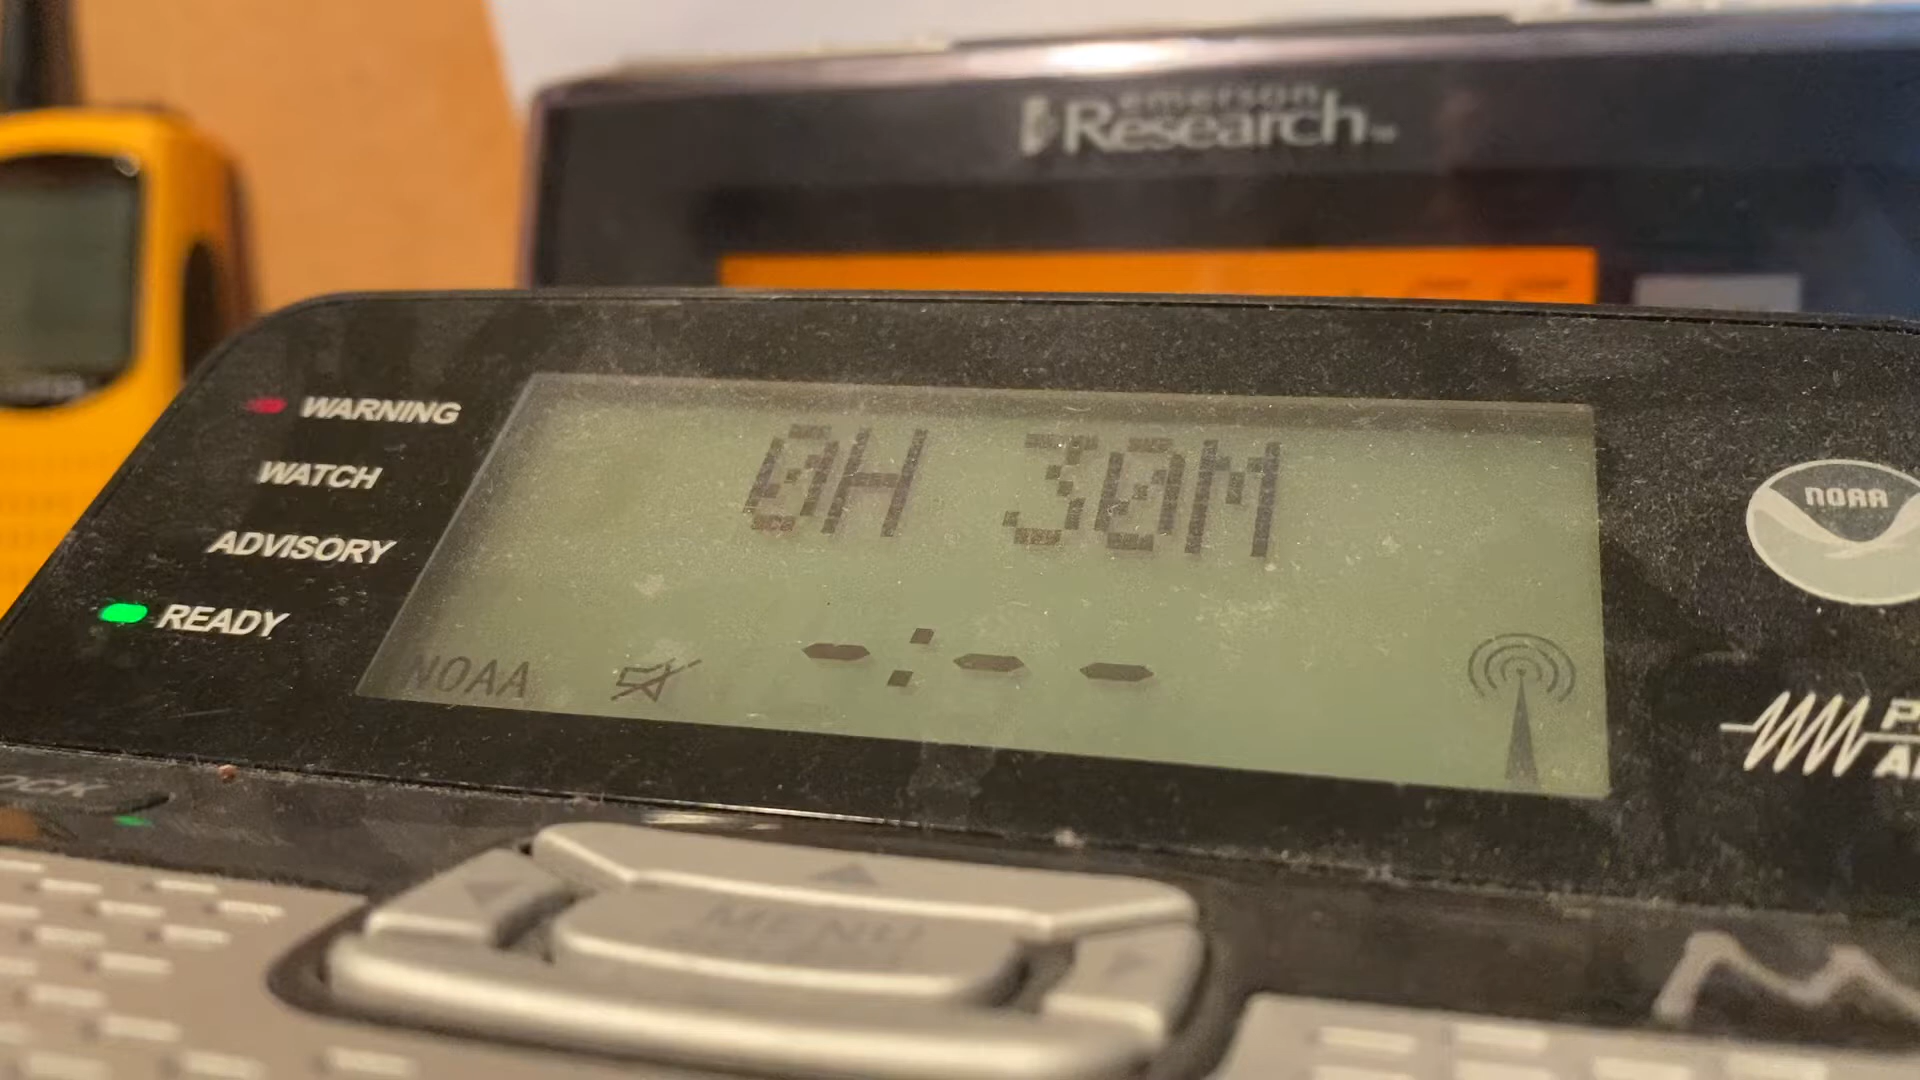 emerson
Research
WARNING
WATCH
ADVISORY
READY
0H 30M
-:--
NOAA
NOAA
MENU